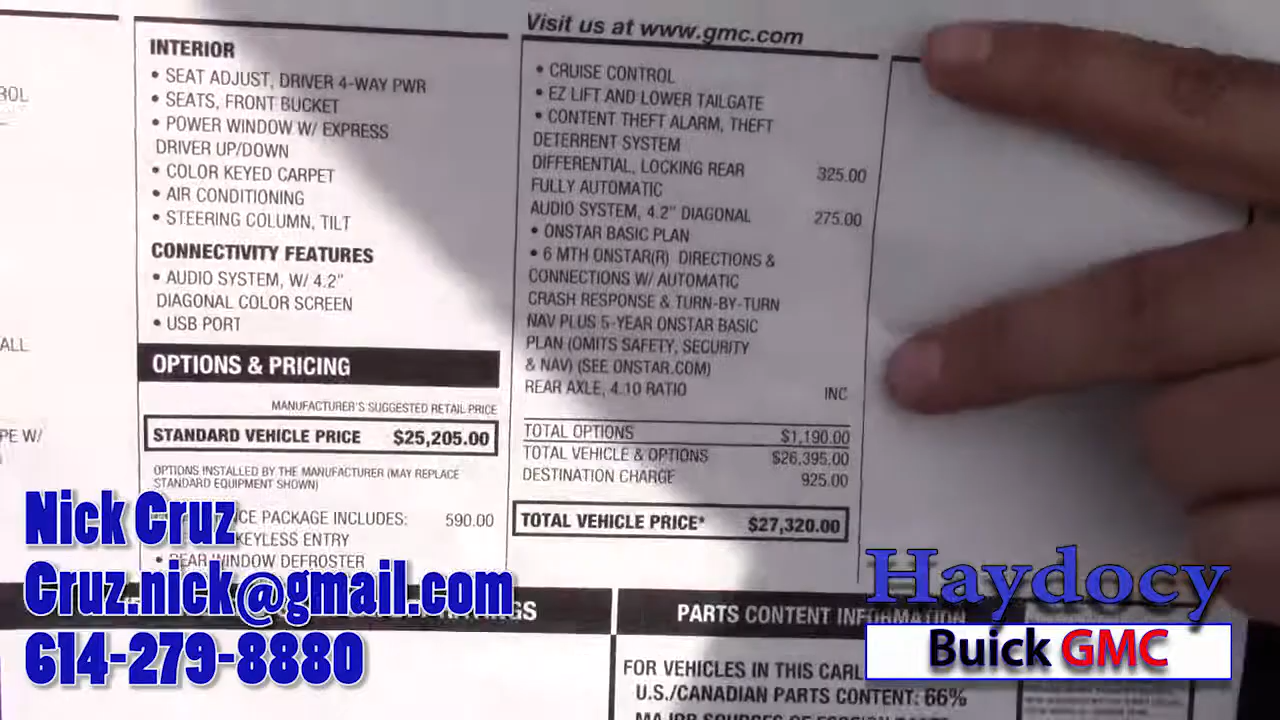 Visit us at www.gmc.com
ROL
ALL
PE W/
INTERIOR
• SEAT ADJUST, DRIVER 4-WAY PWR
• SEATS, FRONT BUCKET
• POWER WINDOW W/ EXPRESS
DRIVER UP/DOWN
• COLOR KEYED CARPET
• AIR CONDITIONING
• STEERING COLUMN, TILT
CONNECTIVITY FEATURES
• AUDIO SYSTEM, W/ 4.2"
DIAGONAL COLOR SCREEN
• USB PORT
OPTIONS & PRICING
MANUFACTURER'S SUGGESTED RETAIL PRICE
STANDARD VEHICLE PRICE $25,205.00
OPTIONS INSTALLED BY THE MANUFACTURER (MAY REPLACE
STANDARD EQUIPMENT SHOWN)
NCE PACKAGE INCLUDES: 590.00
KEYLESS ENTRY
• REAR WINDOW DEFROSTER
• CRUISE CONTROL
• EZ LIFT AND LOWER TAILGATE
• CONTENT THEFT ALARM, THEFT
DETERRENT SYSTEM
DIFFERENTIAL, LOCKING REAR 325.00
FULLY AUTOMATIC
AUDIO SYSTEM, 4.2" DIAGONAL 275.00
• ONSTAR BASIC PLAN
• 6 MTH ONSTAR(R) DIRECTIONS &
CONNECTIONS W/ AUTOMATIC
CRASH RESPONSE & TURN-BY-TURN
NAV PLUS 5-YEAR ONSTAR BASIC
PLAN (OMITS SAFETY, SECURITY
& NAV) (SEE ONSTAR.COM)
REAR AXLE, 4.10 RATIO INC
TOTAL OPTIONS $1,190.00
TOTAL VEHICLE & OPTIONS $26,395.00
DESTINATION CHARGE 925.00
TOTAL VEHICLE PRICE* $27,320.00
Nick Cruz
Cruz.nick@gmail.com
614-279-8880
PARTS CONTENT INFORMATION
FOR VEHICLES IN THIS CARL
U.S./CANADIAN PARTS CONTENT: 66%
Haydocy
Buick GMC